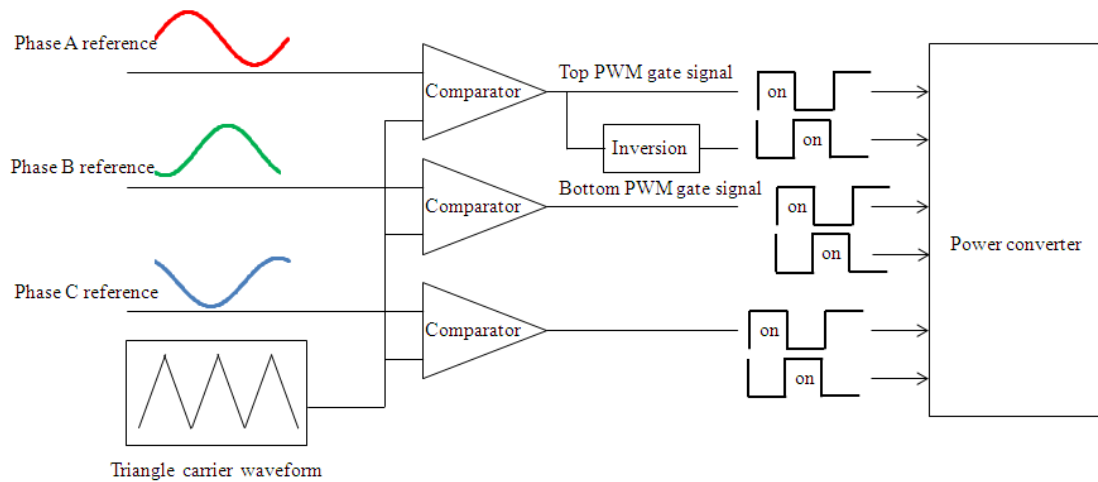 Phase A reference
Comparator
Top PWM gate signal
on
on
Inversion
Phase B reference
Comparator
Bottom PWM gate signal
on
on
Power converter
Phase C reference
Comparator
on
on
Triangle carrier waveform